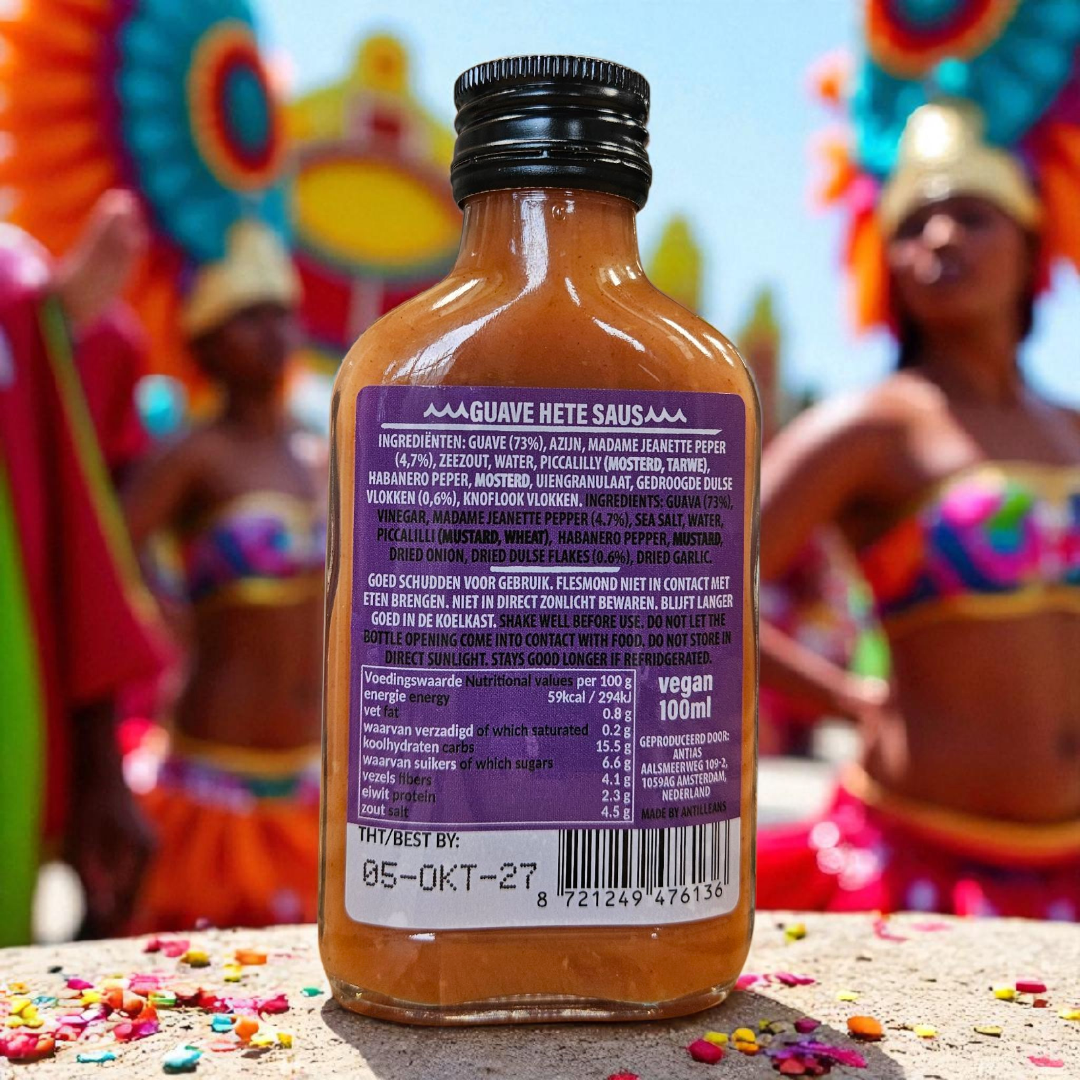 GUAVE HETE SAUS
INGREDIËNTEN: GUAVE (73%), AZIJN, MADAME JEANETTE PEPER
(4,7%), ZEEZOUT, WATER, PICCALILLY (MOSTERD, TARWE),
HABANERO PEPER, MOSTERD, UIENGRANULAAT, GEDROOGDE DULSE
VLOKKEN (0,6%), KNOFLOOK VLOKKEN. INGREDIENTS: GUAVA (73%),
VINEGAR, MADAME JEANETTE PEPPER (4.7%), SEA SALT, WATER,
PICCALILLI (MUSTARD, WHEAT), HABANERO PEPPER, MUSTARD,
DRIED ONION, DRIED DULSE FLAKES (0.6%), DRIED GARLIC.
GOED SCHUDDEN VOOR GEBRUIK. FLESMOND NIET IN CONTACT MET
ETEN BRENGEN. NIET IN DIRECT ZONLICHT BEWAREN. BLIJFT LANGER
GOED IN DE KOELKAST. SHAKE WELL BEFORE USE. DO NOT LET THE
BOTTLE OPENING COME INTO CONTACT WITH FOOD. DO NOT STORE IN
DIRECT SUNLIGHT. STAYS GOOD LONGER IF REFRIDGERATED.
Voedingswaarde Nutritional values per 100 g
energie energy 59kcal / 294kJ
vet fat 0.8 g
waarvan verzadigd of which saturated 0.2 g
koolhydraten carbs 15.5 g
waarvan suikers of which sugars 6.6 g
vezels fibers 4.1 g
eiwit protein 2.3 g
zout salt 4.5 g
vegan
100ml
GEPRODUCEERD DOOR:
ANTIAS
AALSMEERWEG 109-2,
1059AG AMSTERDAM,
NEDERLAND
MADE BY ANTILLEANS
THT/BEST BY:
05-OKT-27
8 721249 476136